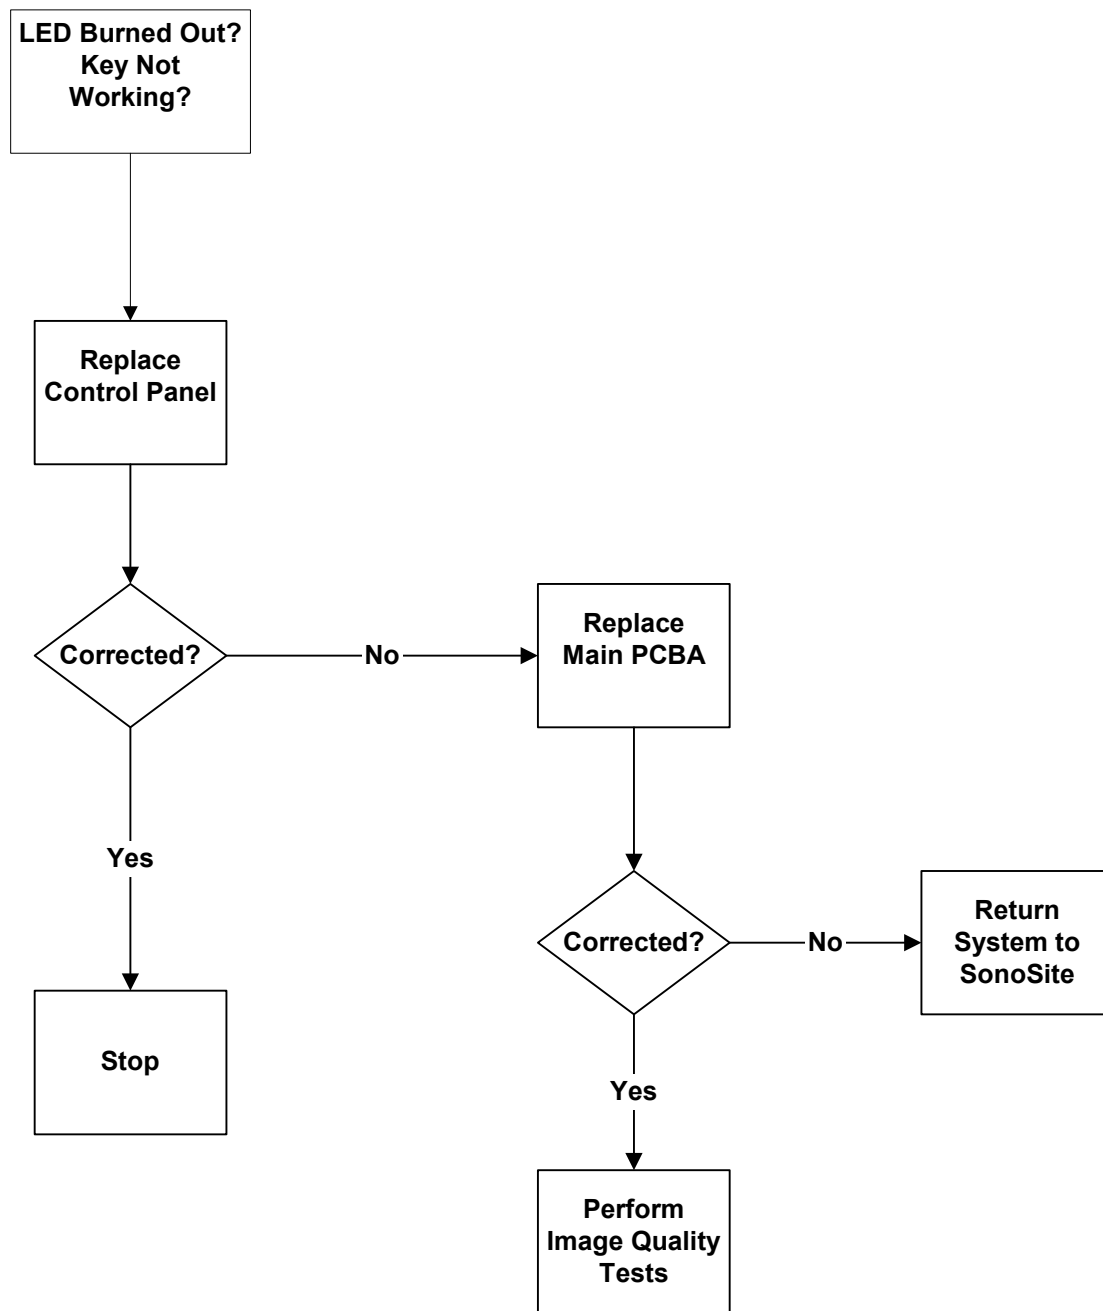 LED Burned Out?
Key Not
Working?
Replace
Control Panel
Corrected?
No
Replace
Main PCBA
Yes
Corrected?
No
Return
System to
SonoSite
Stop
Yes
Perform
Image Quality
Tests